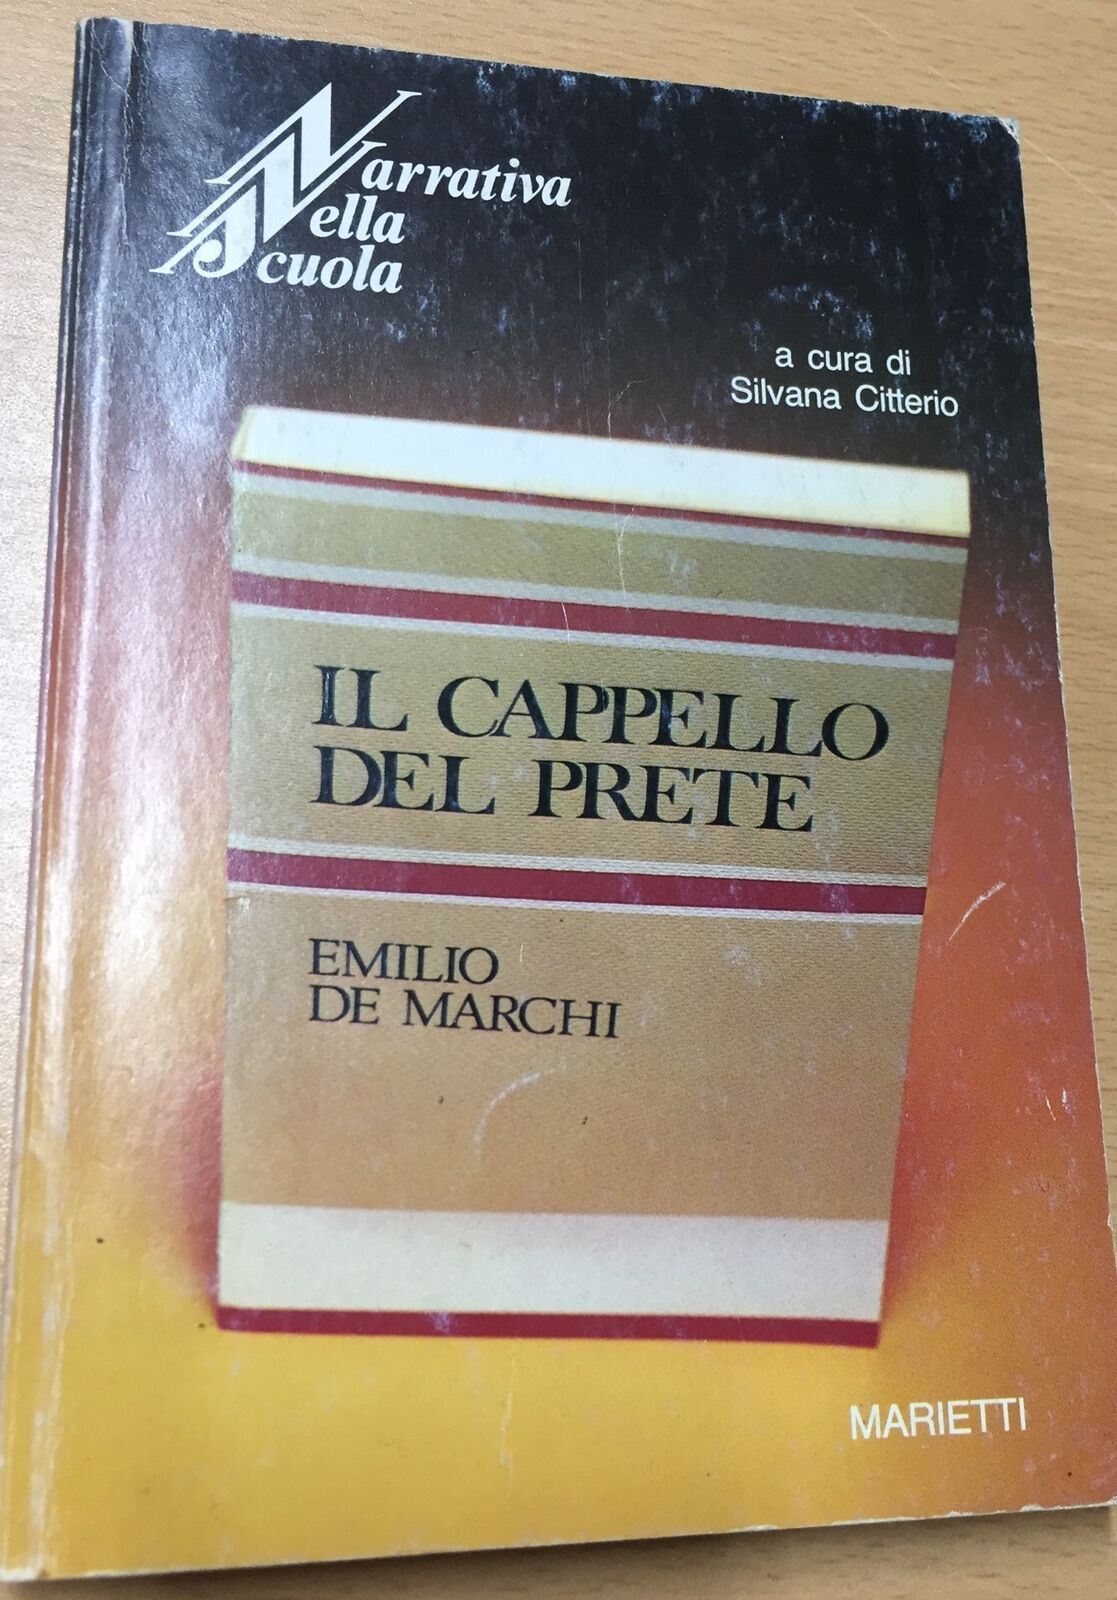 Narrativa
Nella
Scuola
a cura di
Silvana Citterio
IL CAPPELLO
DEL PRETE
EMILIO
DE MARCHI
MARIETTI